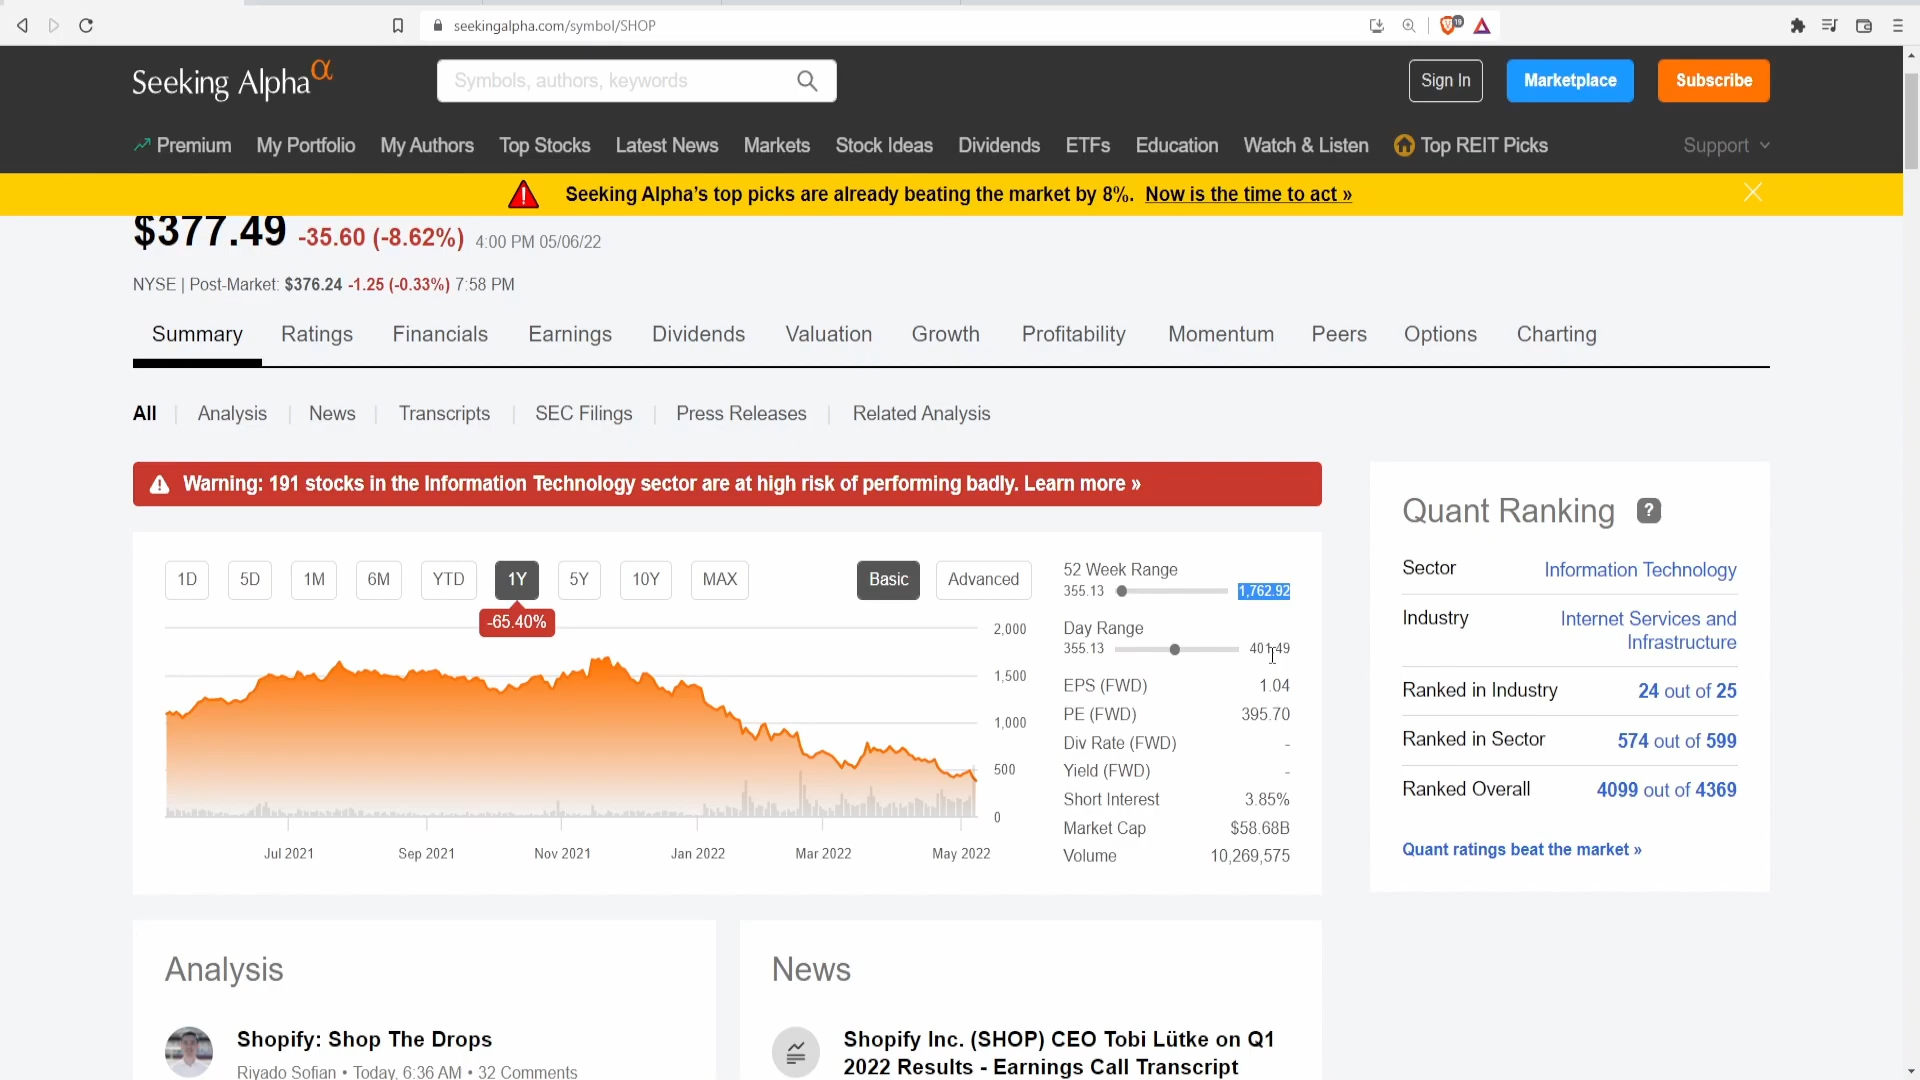 seekingalpha.com/symbol/SHOP
19
Seeking Alpha α
Symbols, authors, keywords
Sign In
Marketplace
Subscribe
Premium My Portfolio My Authors Top Stocks Latest News Markets Stock Ideas Dividends ETFs Education Watch & Listen Top REIT Picks Support
Seeking Alpha's top picks are already beating the market by 8%. Now is the time to act »
$377.49 -35.60 (-8.62%) 4:00 PM 05/06/22
NYSE | Post-Market: $376.24 -1.25 (-0.33%) 7:58 PM
Summary Ratings Financials Earnings Dividends Valuation Growth Profitability Momentum Peers Options Charting
All Analysis News Transcripts SEC Filings Press Releases Related Analysis
Warning: 191 stocks in the Information Technology sector are at high risk of performing badly. Learn more »
1D 5D 1M 6M YTD 1Y 5Y 10Y MAX
Basic Advanced
-65.40%
2,000
1,500
1,000
500
0
Jul 2021 Sep 2021 Nov 2021 Jan 2022 Mar 2022 May 2022
52 Week Range
355.13 1,762.92
Day Range
355.13 401.49
EPS (FWD) 1.04
PE (FWD) 395.70
Div Rate (FWD) -
Yield (FWD) -
Short Interest 3.85%
Market Cap $58.68B
Volume 10,269,575
Quant Ranking ?
Sector Information Technology
Industry Internet Services and
Infrastructure
Ranked in Industry 24 out of 25
Ranked in Sector 574 out of 599
Ranked Overall 4099 out of 4369
Quant ratings beat the market »
Analysis
Shopify: Shop The Drops
Riyado Sofian • Today, 6:36 AM • 32 Comments
News
Shopify Inc. (SHOP) CEO Tobi Lütke on Q1
2022 Results - Earnings Call Transcript